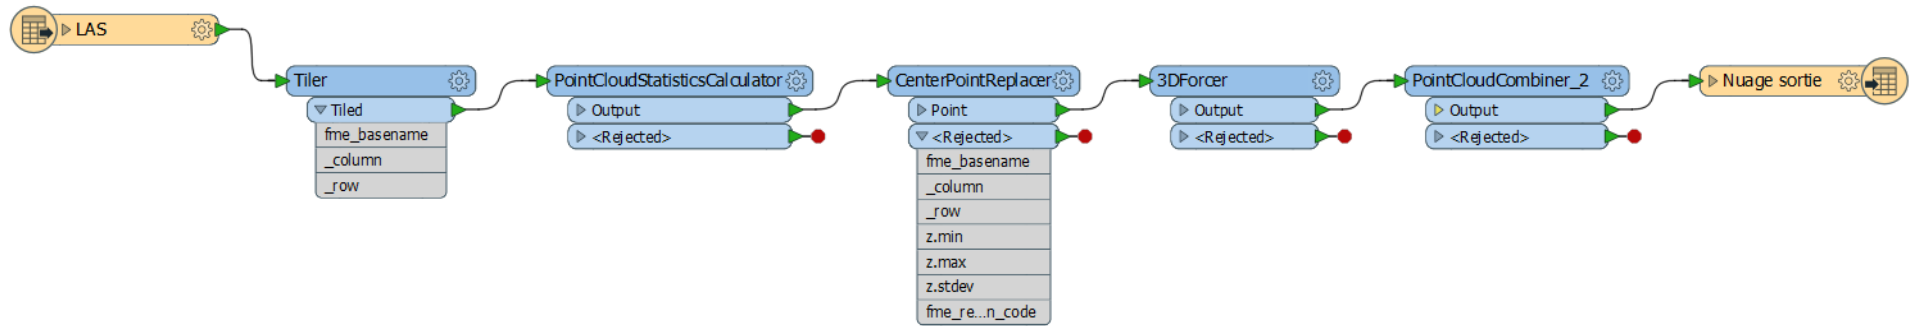 LAS
Tiler
Tiled
fme_basename
_column
_row
PointCloudStatisticsCalculator
Output
<Rejected>
CenterPointReplacer
Point
<Rejected>
fme_basename
_column
_row
z.min
z.max
z.stdev
fme_re...n_code
3DForcer
Output
<Rejected>
PointCloudCombiner_2
Output
<Rejected>
Nuage sortie